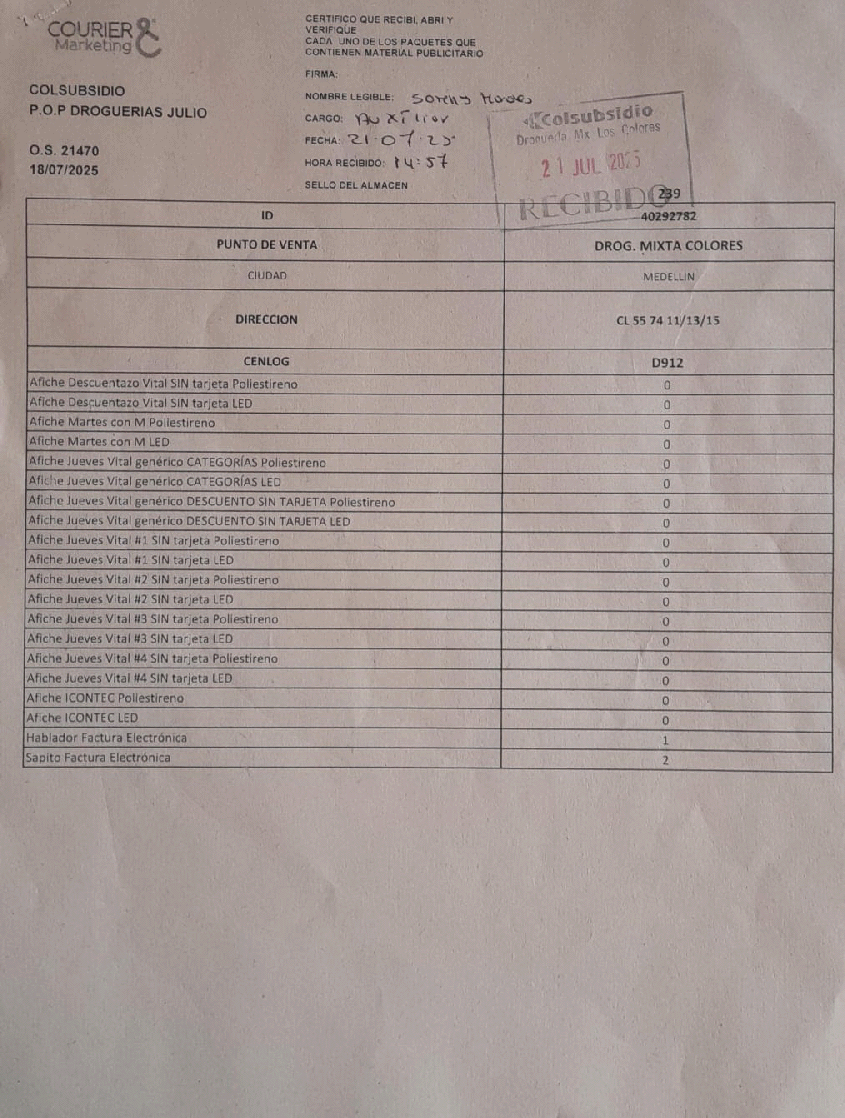 COURIER &
Marketing
COLSUBSIDIO
P.O.P DROGUERIAS JULIO
O.S. 21470
18/07/2025
CERTIFICO QUE RECIBI, ABRI Y
VERIFIQUE
CADA UNO DE LOS PAQUETES QUE
CONTIENEN MATERIAL PUBLICITARIO
FIRMA:
NOMBRE LEGIBLE:
CARGO: Auxiliar
FECHA: 21-07-25
HORA RECIBIDO: 14:57
SELLO DEL ALMACEN
Colsubsidio
Droguería Mx Los Colores
21 JUL 2025
RECIBIDO
239
ID 40292782
PUNTO DE VENTA DROG. MIXTA COLORES
CIUDAD MEDELLIN
DIRECCION CL 55 74 11/13/15
CENLOG D912
Afiche Descuentazo Vital SIN tarjeta Poliestireno 0
Afiche Descuentazo Vital SIN tarjeta LED 0
Afiche Martes con M Poliestireno 0
Afiche Martes con M LED 0
Afiche Jueves Vital genérico CATEGORÍAS Poliestireno 0
Afiche Jueves Vital genérico CATEGORÍAS LED 0
Afiche Jueves Vital genérico DESCUENTO SIN TARJETA Poliestireno 0
Afiche Jueves Vital genérico DESCUENTO SIN TARJETA LED 0
Afiche Jueves Vital #1 SIN tarjeta Poliestireno 0
Afiche Jueves Vital #1 SIN tarjeta LED 0
Afiche Jueves Vital #2 SIN tarjeta Poliestireno 0
Afiche Jueves Vital #2 SIN tarjeta LED 0
Afiche Jueves Vital #3 SIN tarjeta Poliestireno 0
Afiche Jueves Vital #3 SIN tarjeta LED 0
Afiche Jueves Vital #4 SIN tarjeta Poliestireno 0
Afiche Jueves Vital #4 SIN tarjeta LED 0
Afiche ICONTEC Poliestireno 0
Afiche ICONTEC LED 0
Hablador Factura Electrónica 1
Sapito Factura Electrónica 2